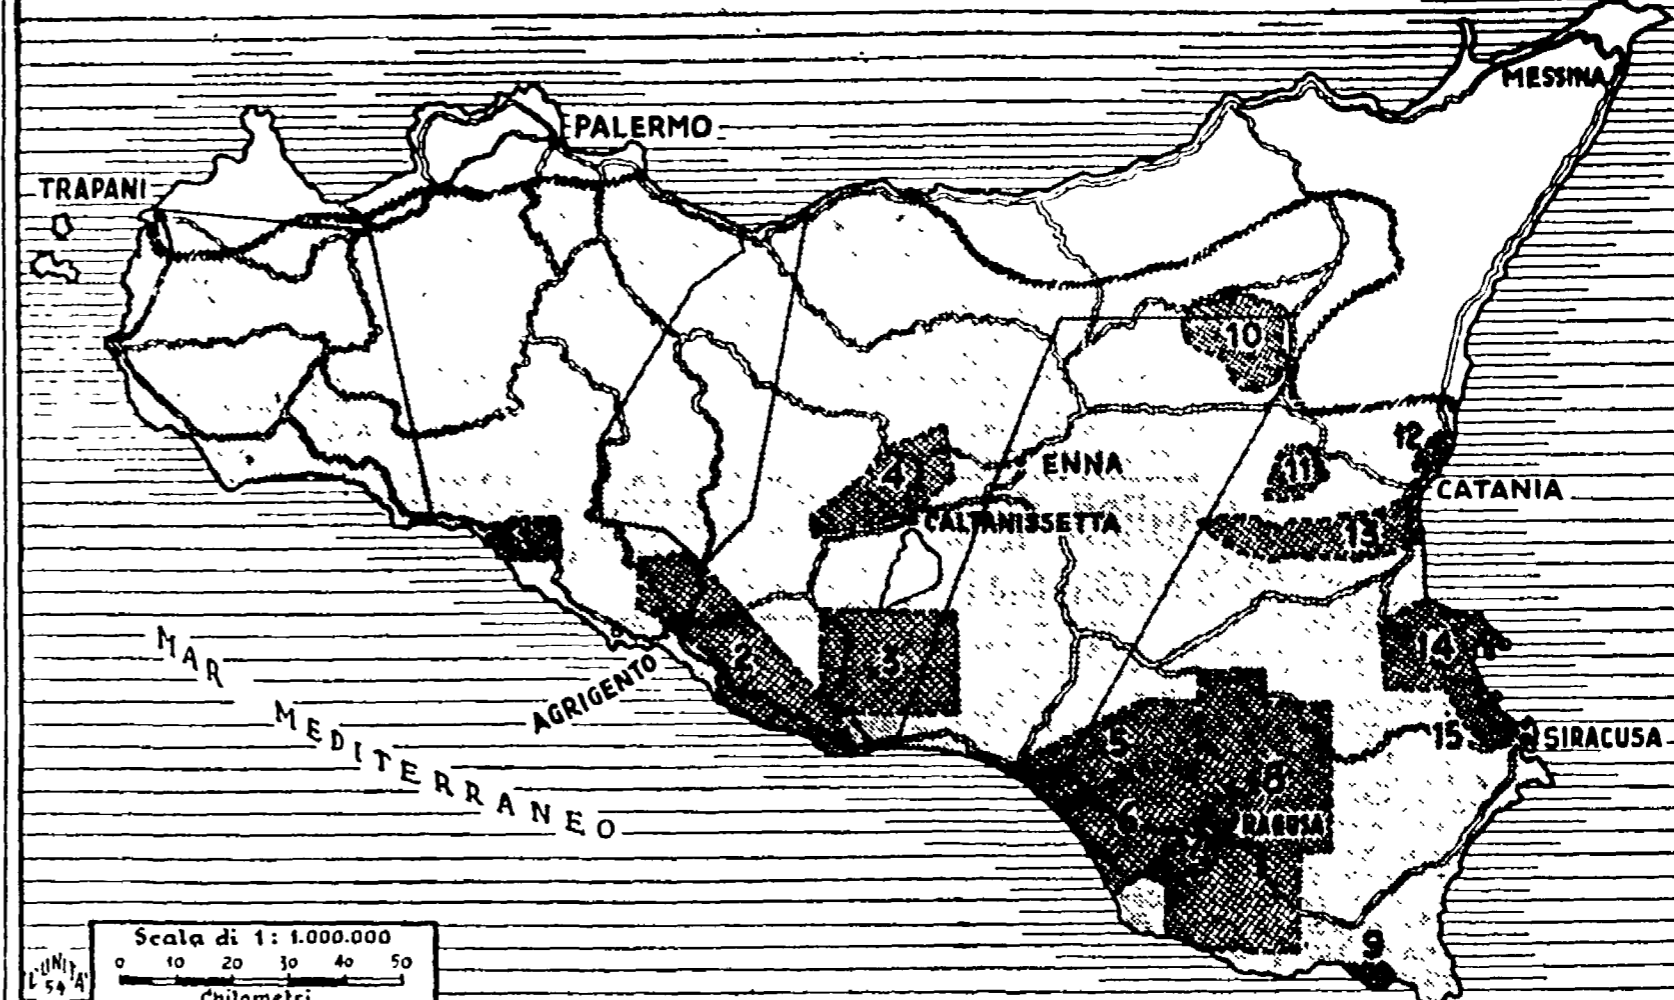 MESSINA
PALERMO
TRAPANI
10
12
4
ENNA
11
CATANIA
CALTANISSETTA
13
14
2
3
AGRIGENTO
MAR MEDITERRANEO
5
15
SIRACUSA
8
6
RAGUSA
7
9
Scala di 1:1.000.000
0 10 20 30 40 50
Chilometri
L'UNITA'
54